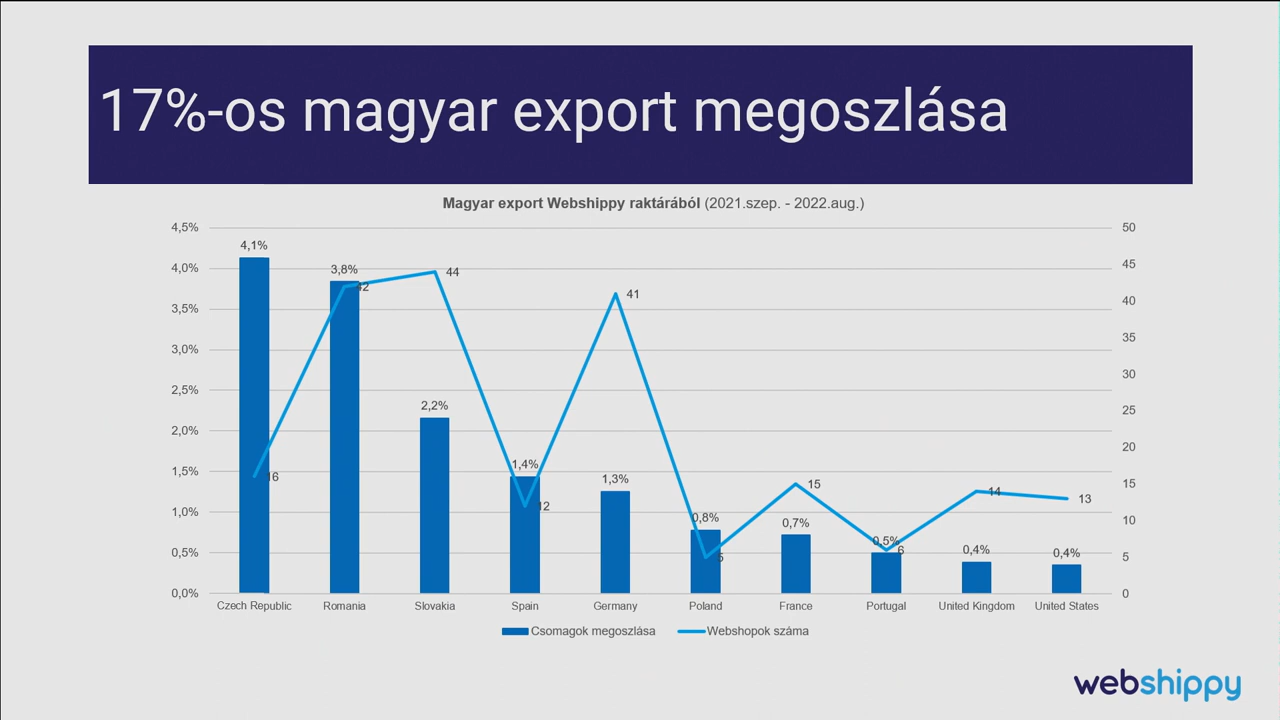 17%-os magyar export megoszlása
Magyar export Webshippy raktárából (2021.szep. - 2022.aug.)
4,5%
4,0%
3,5%
3,0%
2,5%
2,0%
1,5%
1,0%
0,5%
0,0%
50
45
40
35
30
25
20
15
10
5
0
4,1%
3,8%
2,2%
1,4%
1,3%
0,8%
0,7%
0,5%
0,4%
0,4%
16
42
44
12
41
5
15
6
14
13
Czech Republic
Romania
Slovakia
Spain
Germany
Poland
France
Portugal
United Kingdom
United States
Csomagok megoszlása
Webshopok száma
webshippy